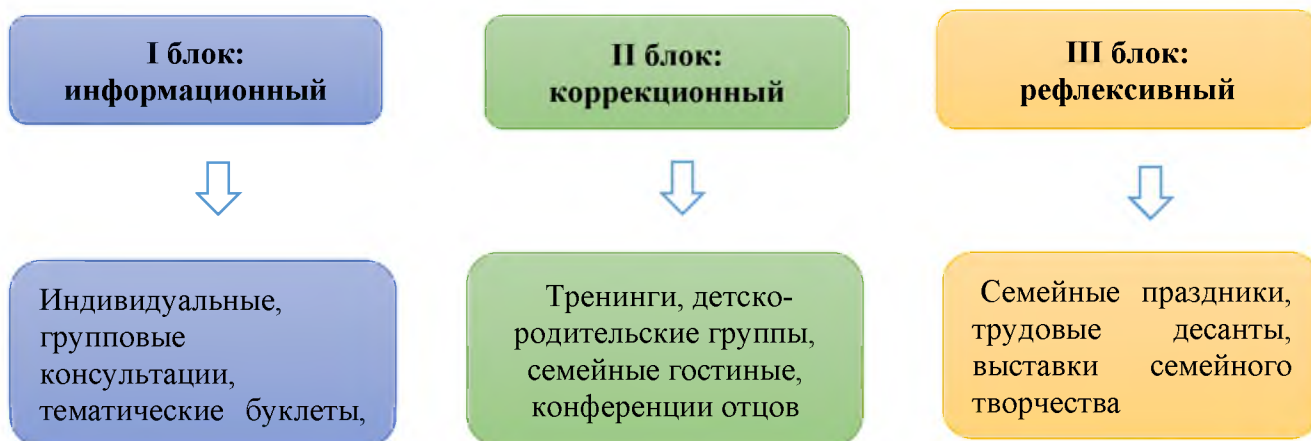 I блок:
информационный
II блок:
коррекционный
III блок:
рефлексивный
Индивидуальные,
групповые
консультации,
тематические буклеты,
Тренинги, детско-
родительские группы,
семейные гостиные,
конференции отцов
Семейные праздники,
трудовые десанты,
выставки семейного
творчества